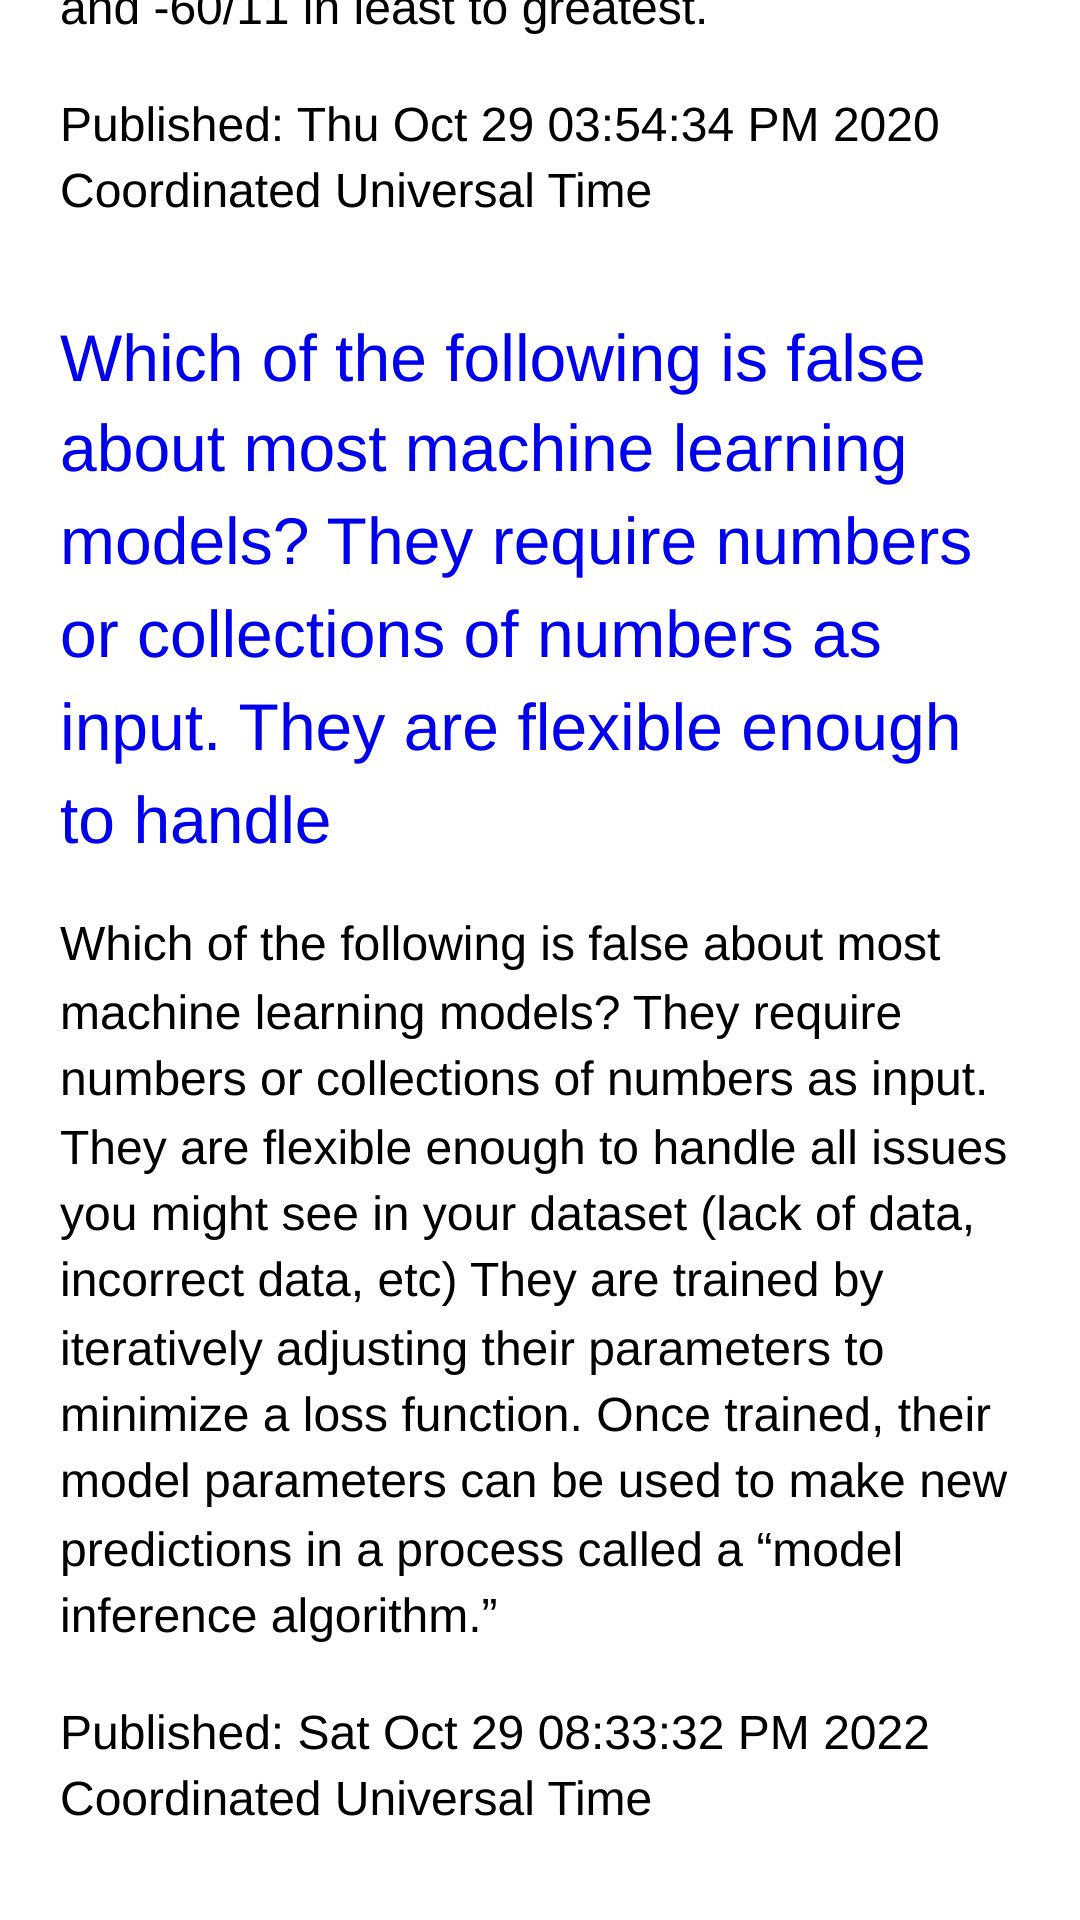 and -60/11 in least to greatest.
Published: Thu Oct 29 03:54:34 PM 2020
Coordinated Universal Time
Which of the following is false
about most machine learning
models? They require numbers
or collections of numbers as
input. They are flexible enough
to handle
Which of the following is false about most
machine learning models? They require
numbers or collections of numbers as input.
They are flexible enough to handle all issues
you might see in your dataset (lack of data,
incorrect data, etc) They are trained by
iteratively adjusting their parameters to
minimize a loss function. Once trained, their
model parameters can be used to make new
predictions in a process called a “model
inference algorithm.”
Published: Sat Oct 29 08:33:32 PM 2022
Coordinated Universal Time